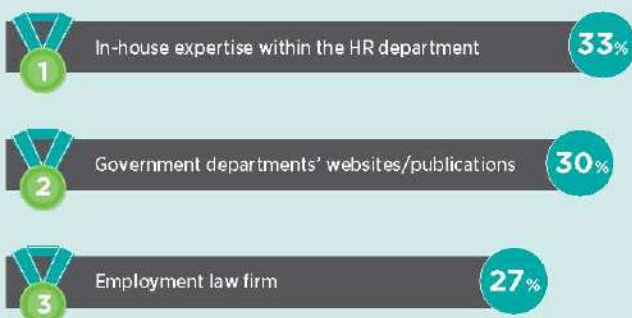 1 In-house expertise within the HR department 33%
2 Government departments' websites/publications 30%
3 Employment law firm 27%